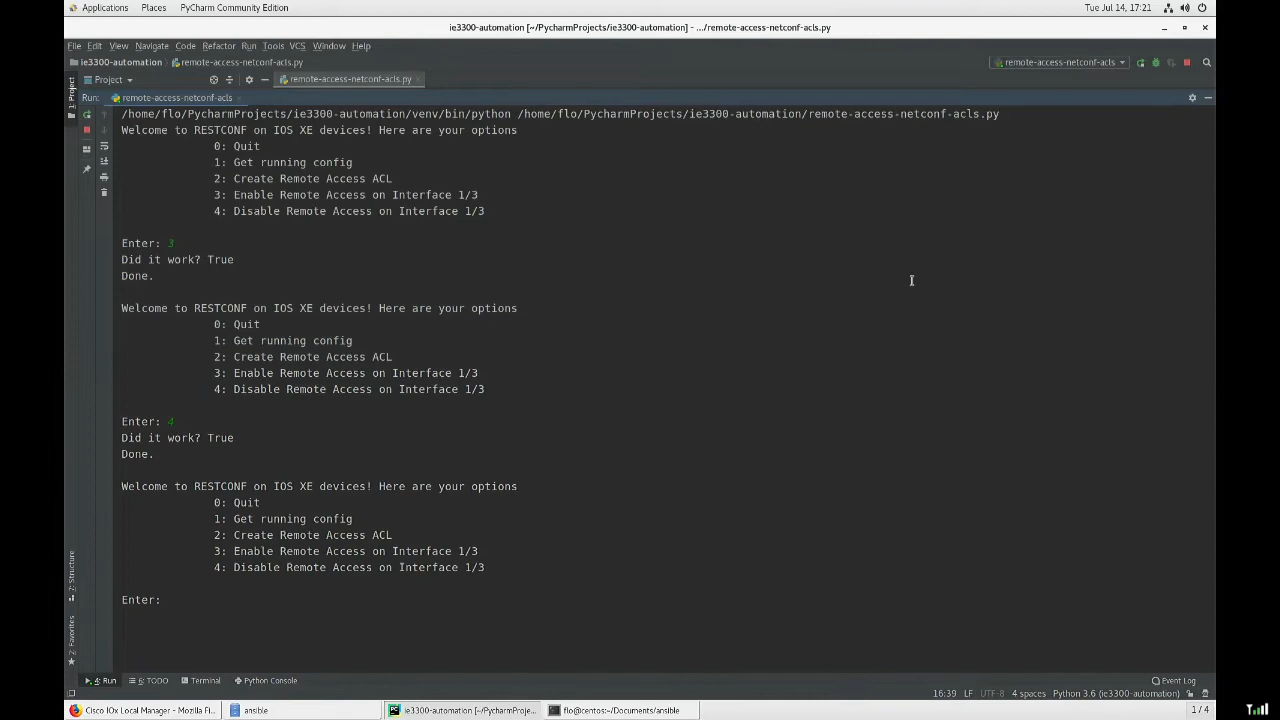 Applications Places PyCharm Community Edition Tue Jul 14, 17:21
ie3300-automation [~/PycharmProjects/ie3300-automation] - .../remote-access-netconf-acls.py
File Edit View Navigate Code Refactor Run Tools VCS Window Help
ie3300-automation remote-access-netconf-acls.py remote-access-netconf-acls
1: Project
Project remote-access-netconf-acls.py
Run: remote-access-netconf-acls
/home/flo/PycharmProjects/ie3300-automation/venv/bin/python /home/flo/PycharmProjects/ie3300-automation/remote-access-netconf-acls.py
Welcome to RESTCONF on IOS XE devices! Here are your options
0: Quit
1: Get running config
2: Create Remote Access ACL
3: Enable Remote Access on Interface 1/3
4: Disable Remote Access on Interface 1/3
Enter: 3
Did it work? True
Done.
Welcome to RESTCONF on IOS XE devices! Here are your options
0: Quit
1: Get running config
2: Create Remote Access ACL
3: Enable Remote Access on Interface 1/3
4: Disable Remote Access on Interface 1/3
Enter: 4
Did it work? True
Done.
Welcome to RESTCONF on IOS XE devices! Here are your options
0: Quit
1: Get running config
2: Create Remote Access ACL
3: Enable Remote Access on Interface 1/3
4: Disable Remote Access on Interface 1/3
Enter:
7: Structure
2: Favorites
4: Run 6: TODO Terminal Python Console Event Log
16:39 LF UTF-8 4 spaces Python 3.6 (ie3300-automation)
Cisco IOx Local Manager - Mozilla Fi... ansible ie3300-automation [~/PycharmProje... flo@centos:~/Documents/ansible 1 / 4